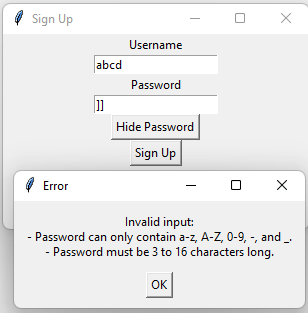 Sign Up
Username
abcd
Password
]]
Hide Password
Sign Up
Error
Invalid input:
- Password can only contain a-z, A-Z, 0-9, -, and _.
- Password must be 3 to 16 characters long.
OK